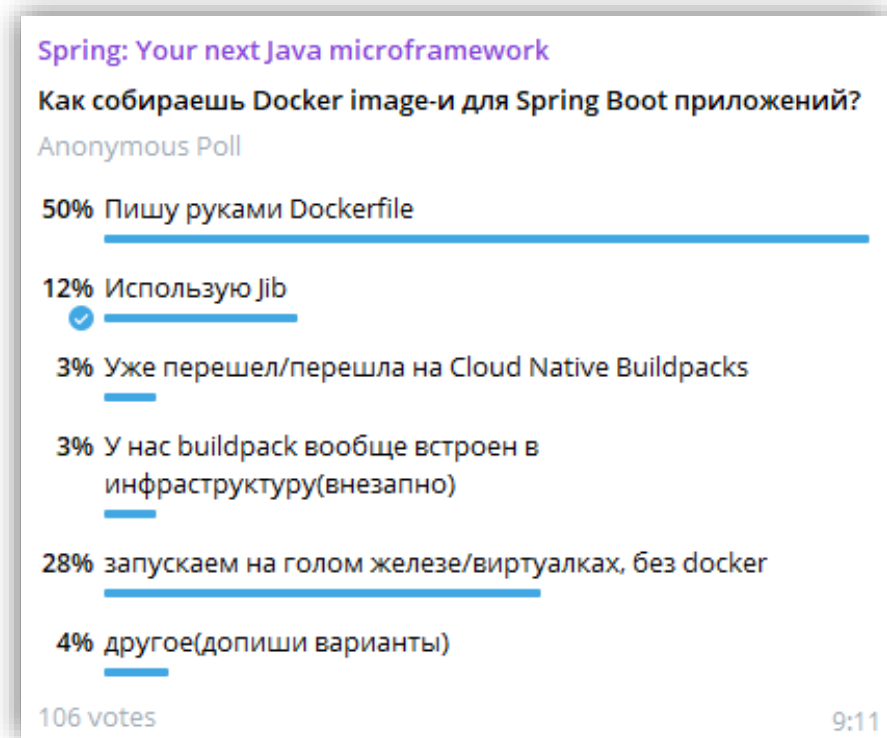 Spring: Your next Java microframework
Как собираешь Docker image-и для Spring Boot приложений?
Anonymous Poll
50% Пишу руками Dockerfile
12% Использую Jib
3% Уже перешел/перешла на Cloud Native Buildpacks
3% У нас buildpack вообще встроен в
инфраструктуру(внезапно)
28% запускаем на голом железе/виртуалках, без docker
4% другое(допиши варианты)
106 votes 9:11